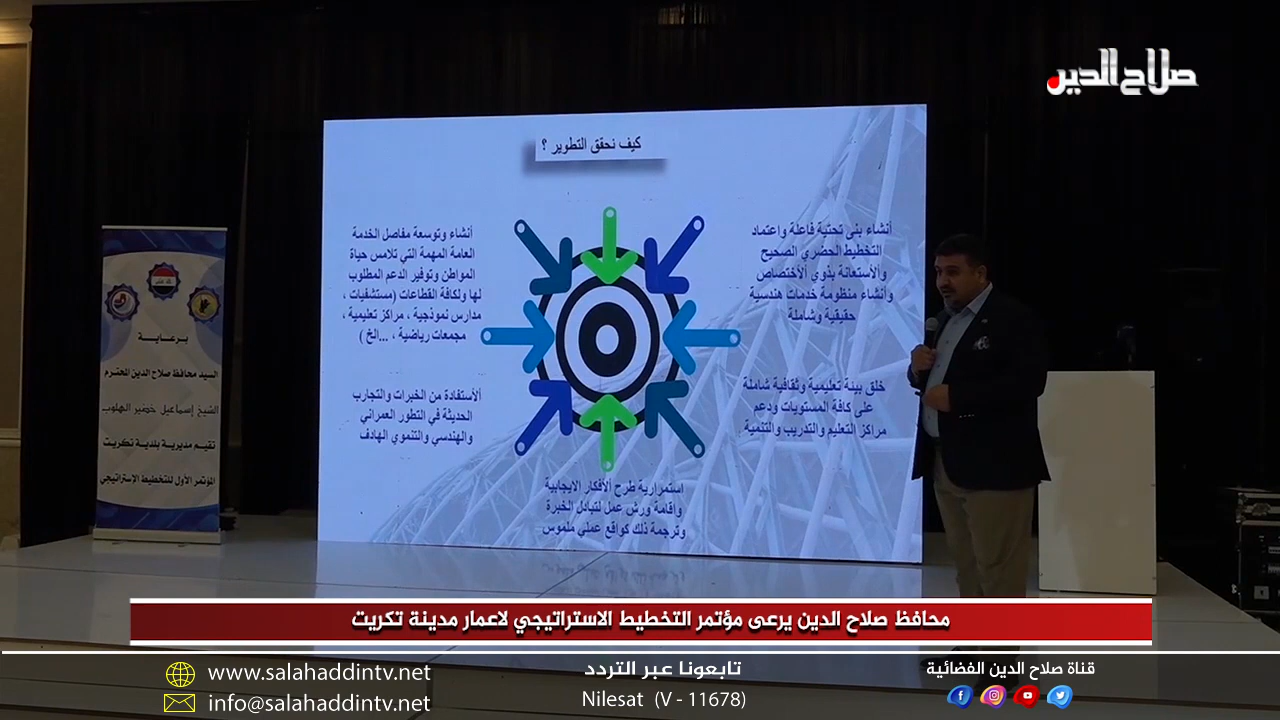 صلاح الدين
كيف نحقق التطوير ؟
أنشاء بنى تحتية فاعلة واعتماد
التخطيط الحضري الصحيح
وألأستعانة بذوي ألأختصاص
وأنشاء منظومة خدمات هندسية
حقيقية وشاملة
أنشاء وتوسعة مفاصل الخدمة
العامة المهمة التي تلامس حياة
المواطن وتوفير الدعم المطلوب
لها ولكافة القطاعات (مستشفيات ،
مدارس نموذجية ، مراكز تعليمية ،
مجمعات رياضية ، ...الخ )
خلق بيئة تعليمية وثقافية شاملة
على كافة المستويات ودعم
مراكز التعليم والتدريب والتنمية .
ألأستفادة من الخبرات والتجارب
الحديثة في التطور العمراني
والهندسي والتنموي الهادف
استمرارية طرح ألأفكار الايجابية
واقامة ورش عمل لتبادل الخبرة
وترجمة ذلك كواقع عملي ملموس
برعاية
السيد محافظ صلاح الدين المحترم
الشيخ إسماعيل خضير الهلوب
تقيم مديرية بلدية تكريت
المؤتمر الأول للتخطيط الإستراتيجي
محافظ صلاح الدين يرعى مؤتمر التخطيط الاستراتيجي لاعمار مدينة تكريت
قناة صلاح الدين الفضائية
تابعونا عبر التردد
Nilesat (V - 11678)
www.salahaddintv.net
info@salahaddintv.net